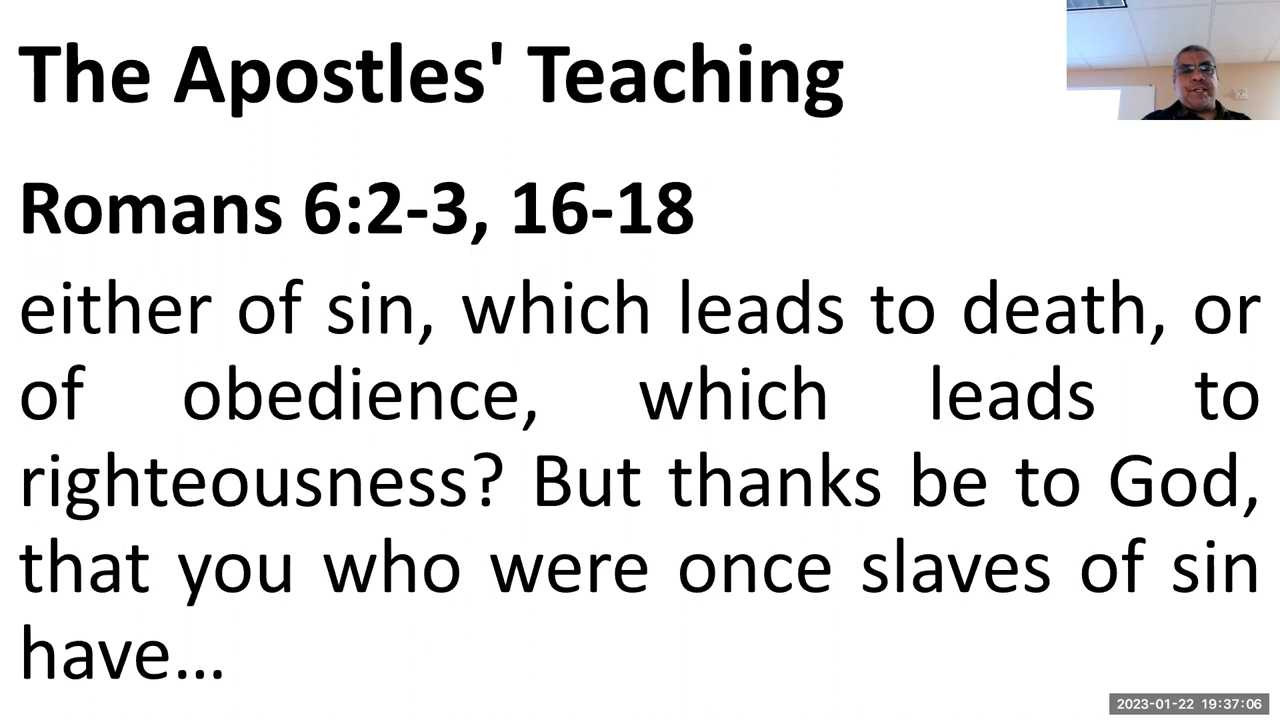 The Apostles' Teaching
Romans 6:2-3, 16-18
either of sin, which leads to death, or
of obedience, which leads to
righteousness? But thanks be to God,
that you who were once slaves of sin
have...
2023-01-22 19:37:06